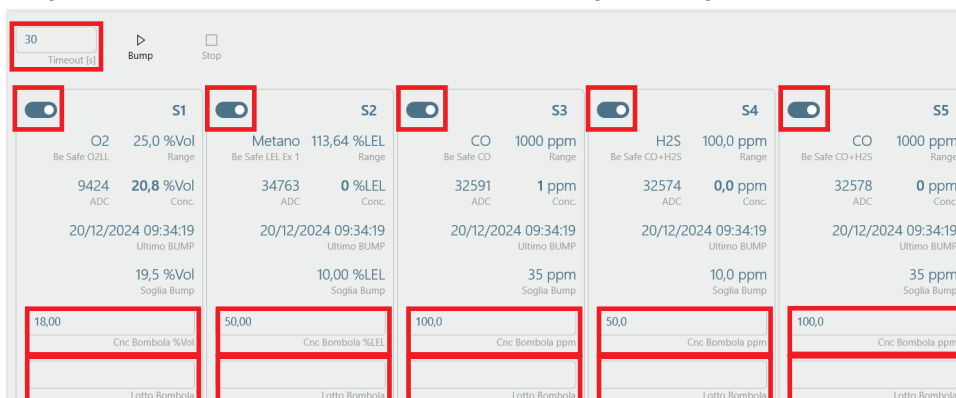 30
Timeout [s]
Bump
Stop
S1
O2 25,0 %Vol
Be Safe O2LL Range
9424 20,8 %Vol
ADC Conc.
20/12/2024 09:34:19
Ultimo BUMP
19,5 %Vol
Soglia Bump
18,00
Cnc Bombola %Vol
Lotto Bombola
S2
Metano 113,64 %LEL
Be Safe LEL Ex 1 Range
34763 0 %LEL
ADC Conc.
20/12/2024 09:34:19
Ultimo BUMP
10,00 %LEL
Soglia Bump
50,00
Cnc Bombola %LEL
Lotto Bombola
S3
CO 1000 ppm
Be Safe CO Range
32591 1 ppm
ADC Conc.
20/12/2024 09:34:19
Ultimo BUMP
35 ppm
Soglia Bump
100,0
Cnc Bombola ppm
Lotto Bombola
S4
H2S 100,0 ppm
Be Safe CO+H2S Range
32574 0,0 ppm
ADC Conc.
20/12/2024 09:34:19
Ultimo BUMP
10,0 ppm
Soglia Bump
50,0
Cnc Bombola ppm
Lotto Bombola
S5
CO 1000 ppm
Be Safe CO+H2S Range
32578 0 ppm
ADC Conc.
20/12/2024 09:34:19
Ultimo BUMP
35 ppm
Soglia Bump
100,0
Cnc Bombola ppm
Lotto Bombola